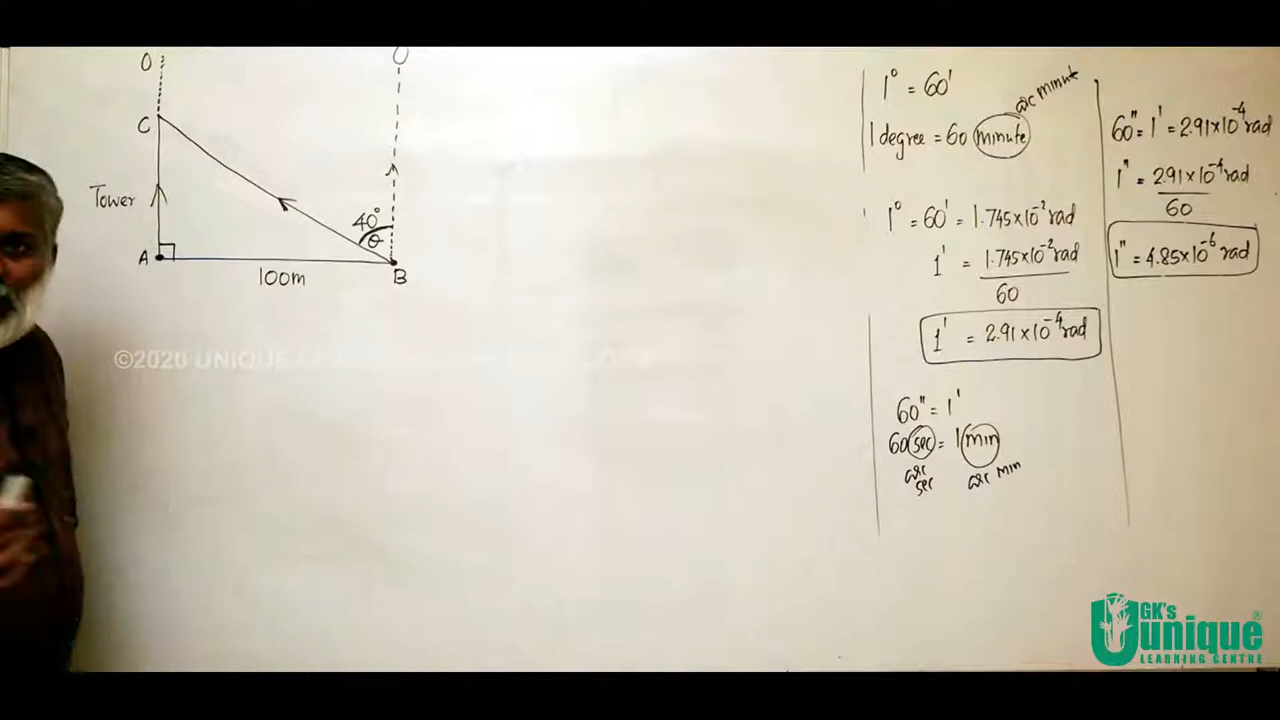 O
O
C
Tower
40°
θ
A
100m
B
©2020 UNIQUE
1° = 60'
arc minute
1 degree = 60 minute
1° = 60' = 1.745×10⁻² rad
1' = 1.745×10⁻² rad
60
1' = 2.91×10⁻⁴ rad
60" = 1'
60 sec = 1 min
arc sec
arc min
60" = 1' = 2.91×10⁻⁴ rad
1" = 2.91×10⁻⁴ rad
60
1" = 4.85×10⁻⁶ rad
GK's
unique ®
LEARNING CENTRE